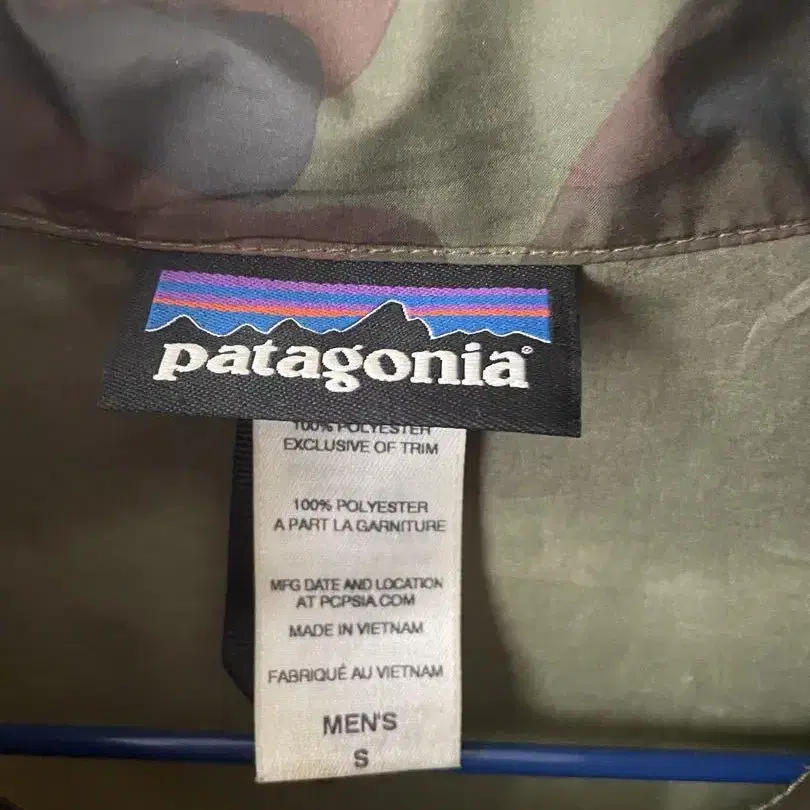 patagonia®
100% POLYESTER
EXCLUSIVE OF TRIM
100% POLYESTER
A PART LA GARNITURE
MFG DATE AND LOCATION
AT PCPSIA.COM
MADE IN VIETNAM
FABRIQUÉ AU VIETNAM
MEN'S
S